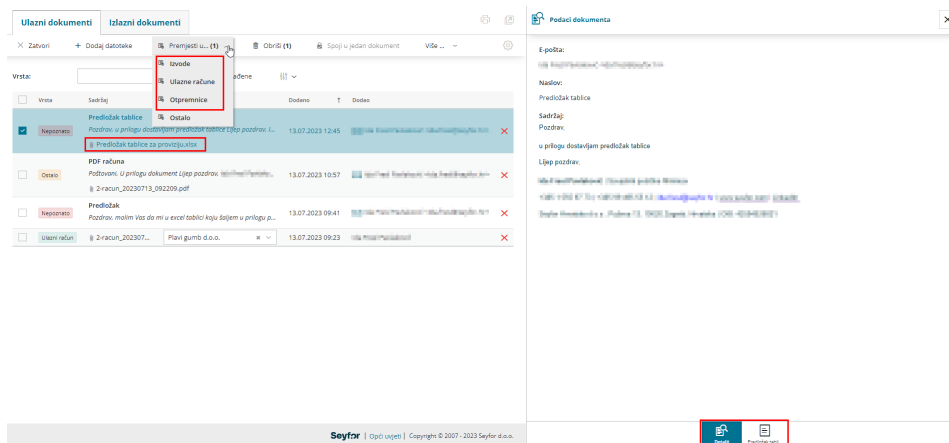 Ulazni dokumenti
Izlazni dokumenti
Zatvori
Dodaj datoteke
Premjesti u... (1)
Obriši (1)
Spoji u jedan dokument
Više ...
Izvode
Ulazne račune
Otpremnice
Ostalo
Vrsta:
đene
Vrsta
Sadržaj
Dodano
Dodao
Nepoznato
Predložak tablice
Pozdrav. u prilogu dostavljam predložak tablice Lijep pozdrav. i...
Predložak tablice za proviziju.xlsx
13.07.2023 12:45
Ostalo
PDF računa
Poštovani. U prilogu dokument Lijep pozdrav.
2-racun_20230713_092209.pdf
13.07.2023 10:57
Nepoznato
Predložak
Pozdrav. molim Vas da mi u excel tablici koju šaljem u prilogu p...
13.07.2023 09:41
Ulazni račun
2-racun_202307...
Plavi gumb d.o.o.
13.07.2023 09:23
Seyfor | Opći uvjeti | Copyright © 2007 - 2023 Seyfor d.o.o.
Podaci dokumenta
E-pošta:
Naslov:
Predložak tablice
Sadržaj:
Pozdrav,
u prilogu dostavljam predložak tablice
Lijep pozdrav,
Detalji